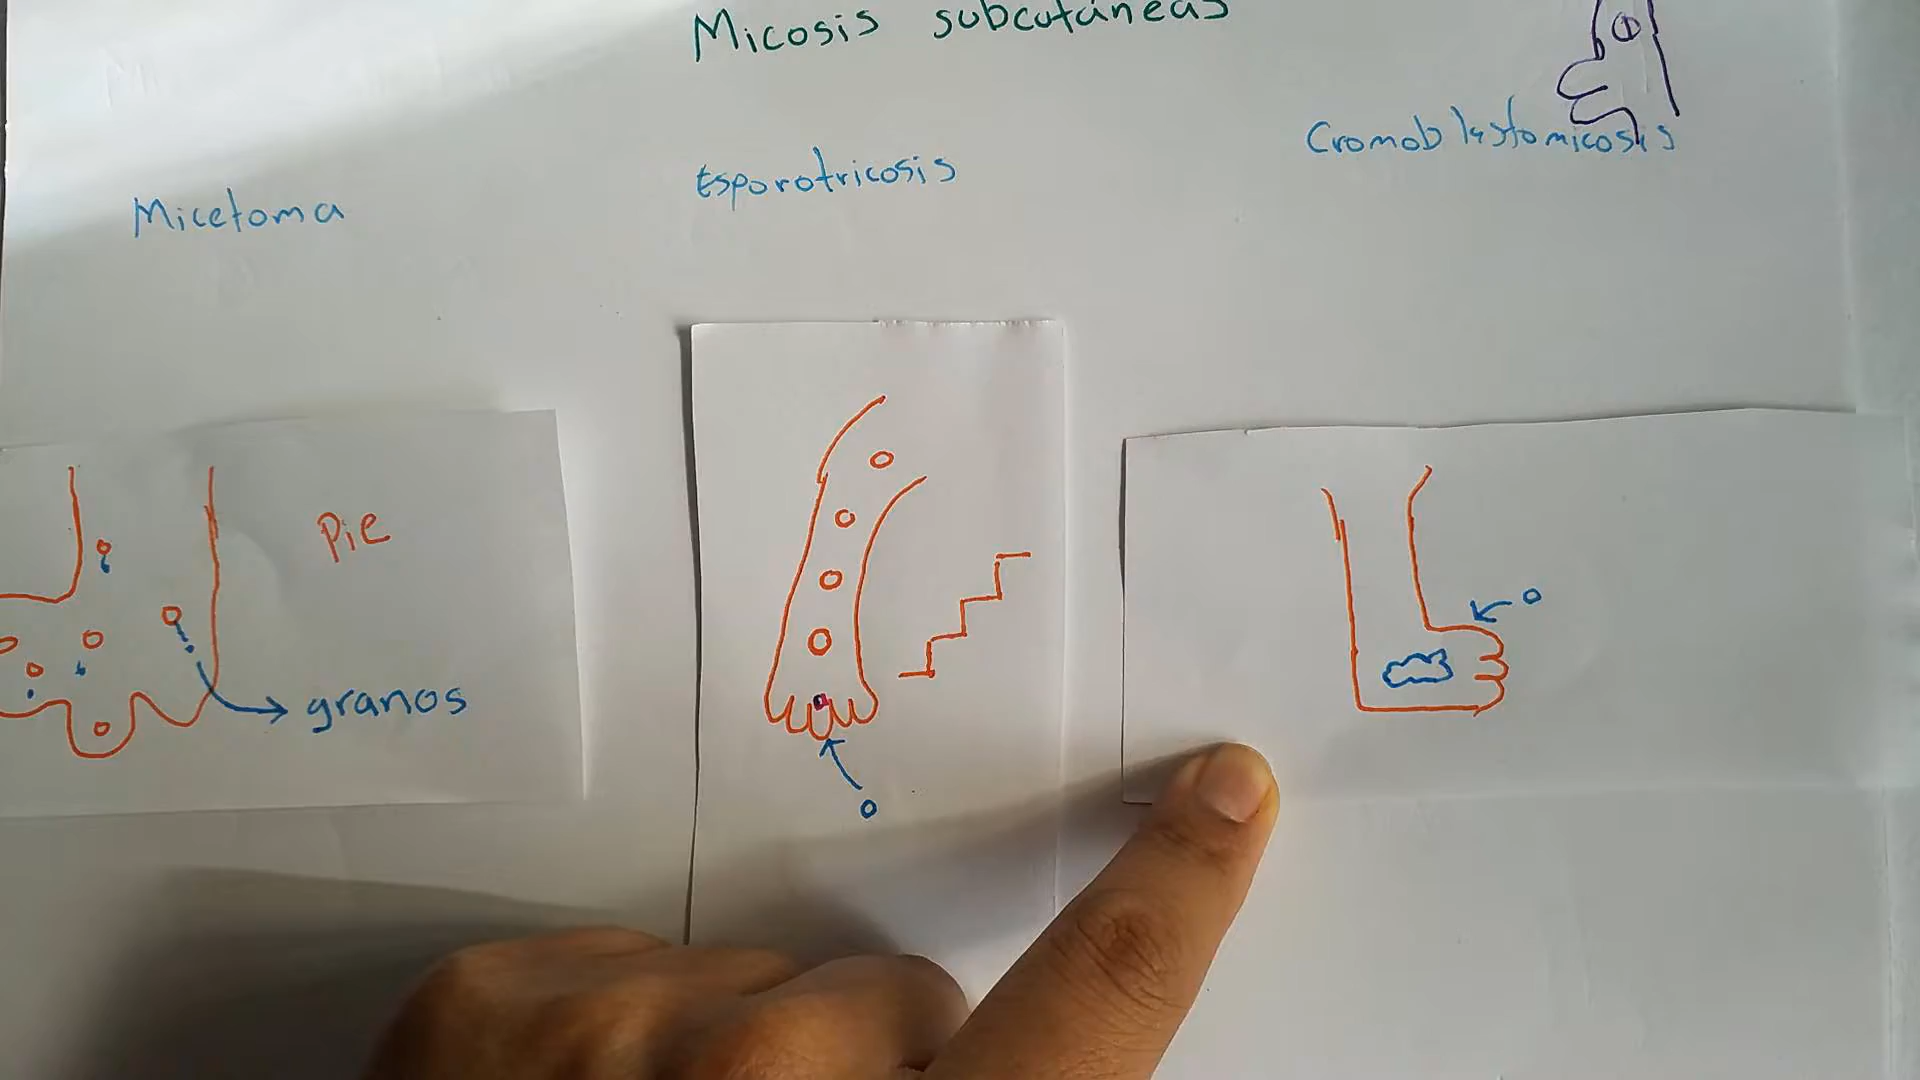 Micosis subcutáneas
Cromoblastomicosis
Esporotricosis
Micetoma
Pie
granos